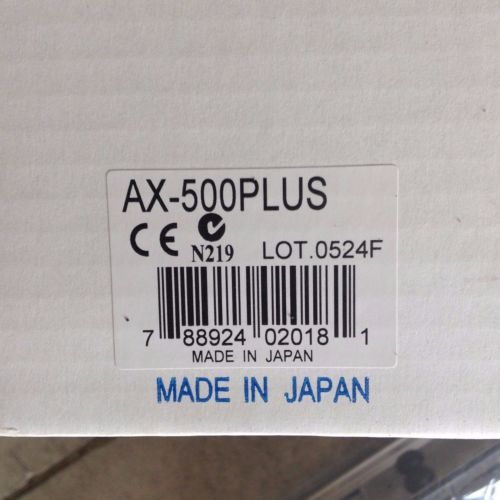 AX-500PLUS
CE N219 LOT.0524F
7 88924 02018 1
MADE IN JAPAN
MADE IN JAPAN